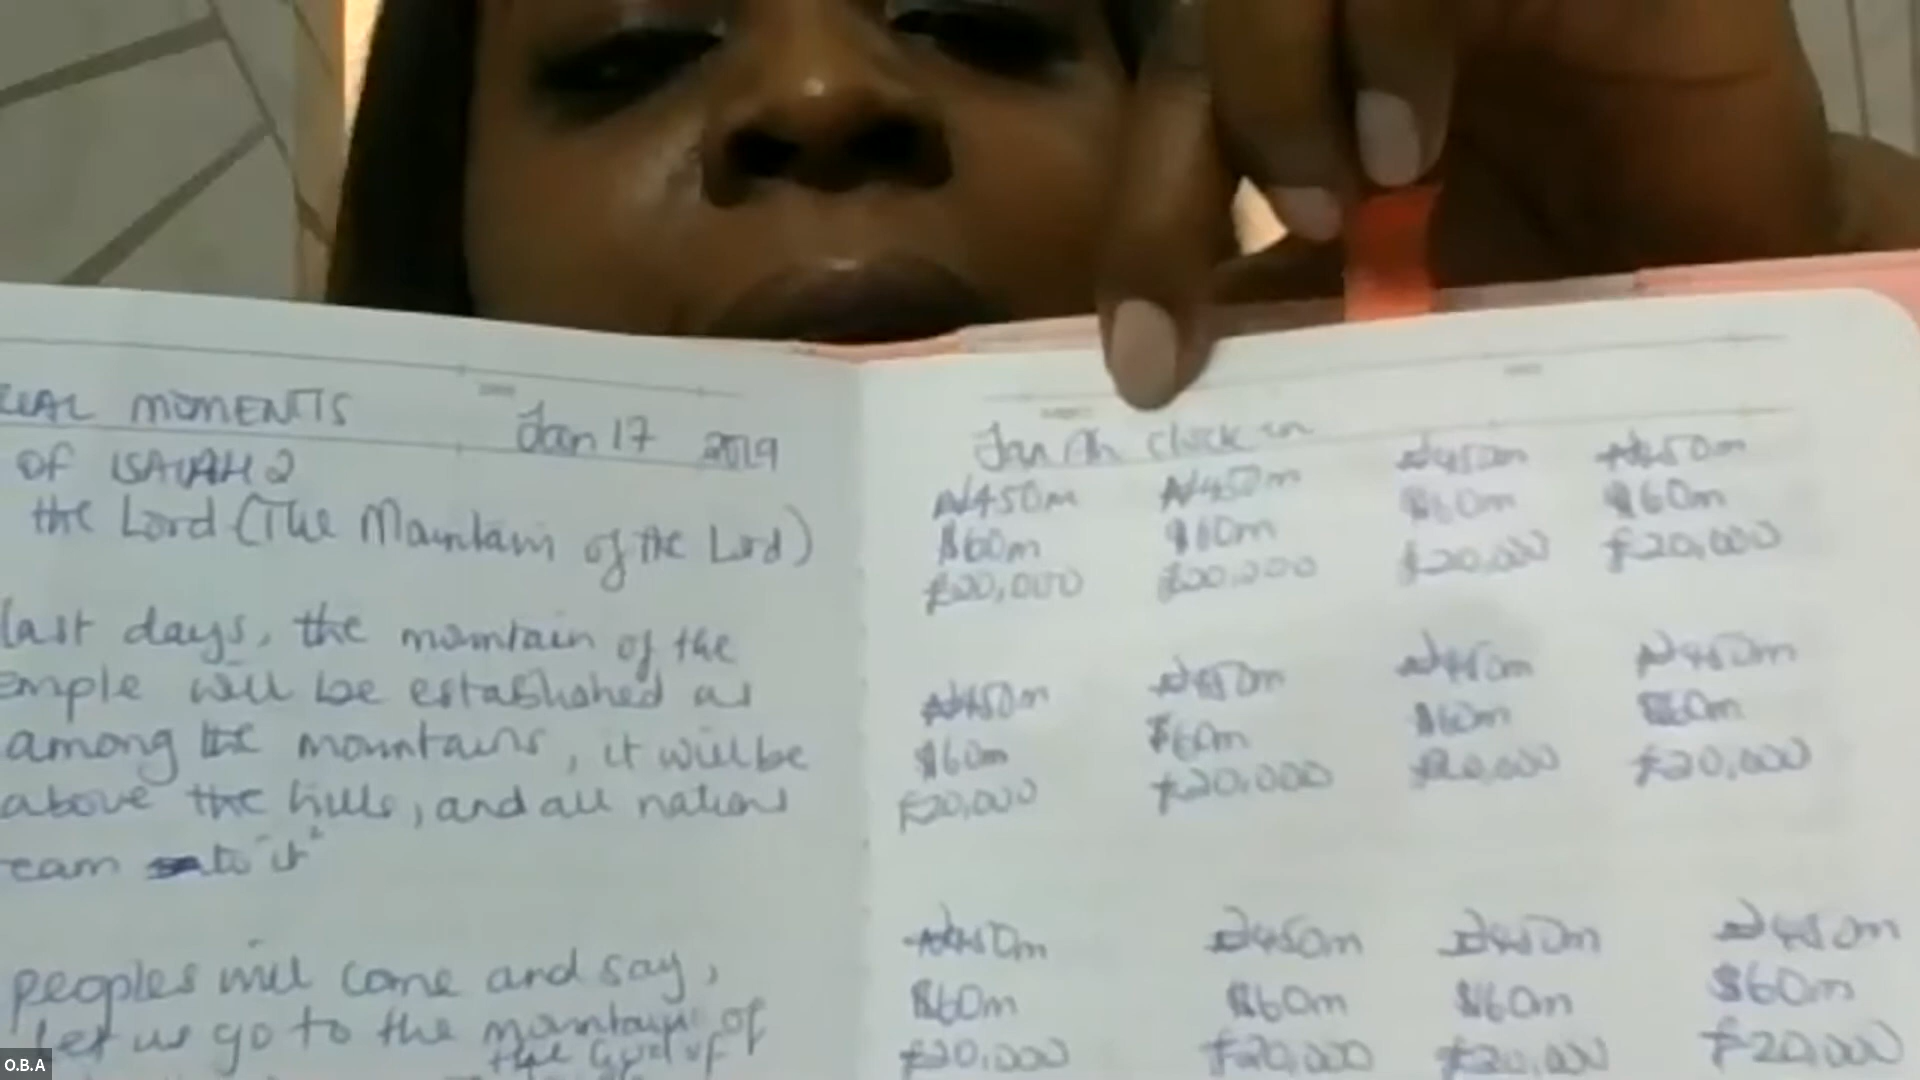 MOMENTS
Jan 17 2019
OF ISAIAH 2
the Lord (The Mountain of the Lord)
last days, the mountain of the
emple will be established as
among the mountains, it will be
above the hills, and all nations
ream to it"
peoples will come and say,
let us go to the mountain of
the God of
Jan clock in
₦450m ₦450m ₦450m ₦450m
$60m $60m $60m $60m
£20,000 £20,000 £20,000 £20,000
₦450m ₦450m ₦450m ₦450m
$60m $60m $60m $60m
£20,000 £20,000 £20,000 £20,000
₦450m ₦450m ₦450m ₦450m
$60m $60m $60m $60m
£20,000 £20,000 £20,000 £20,000
O.B.A